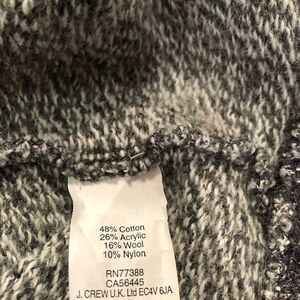 48% Cotton
26% Acrylic
16% Wool
10% Nylon
RN77388
CA56445
J. CREW U.K. Ltd EC4V 6JA